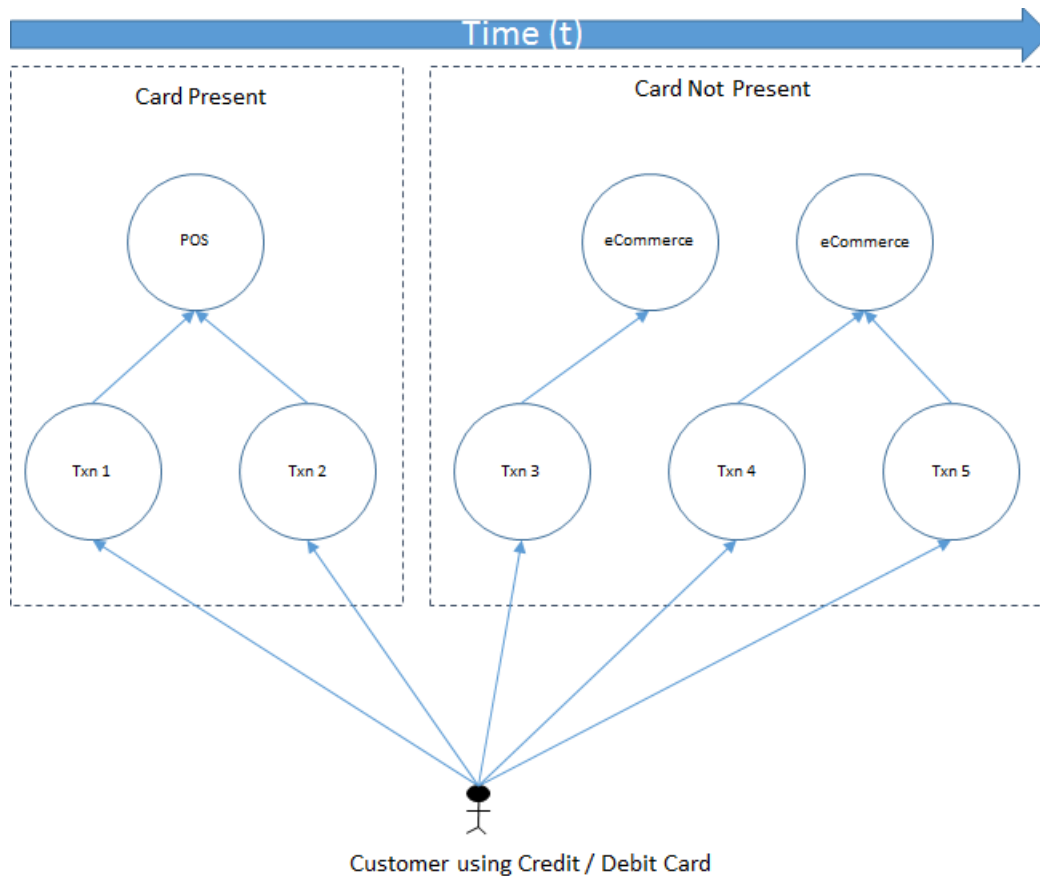 Time (t)
Card Present
Card Not Present
POS
eCommerce
eCommerce
Txn 1
Txn 2
Txn 3
Txn 4
Txn 5
Customer using Credit / Debit Card